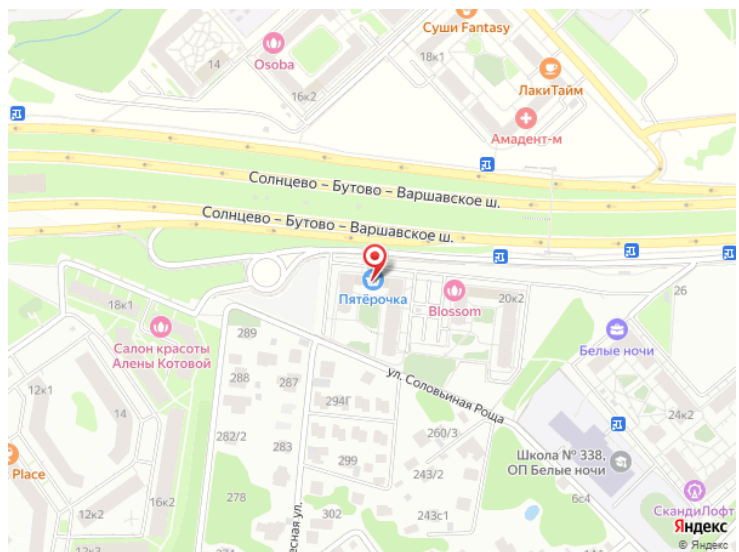 Суши Fantasy
18к1
Osoba
14
16к2
ЛакиТайм
Амадент-м
Солнцево – Бутово – Варшавское ш.
Солнцево – Бутово – Варшавское ш.
Пятёрочка
Blossom
20к2
26
18к1
Салон красоты
Алены Котовой
289
288
287
294Г
ул. Соловьиная Роща
Белые ночи
12к1
14
282/2
283
299
260/3
24к2
Place
278
243/2
Школа № 338,
ОП Белые ночи
6с4
16к2
12к2
302
243с1
есная ул.
СкандиЛофт
12к3
Яндекс
© Яндекс